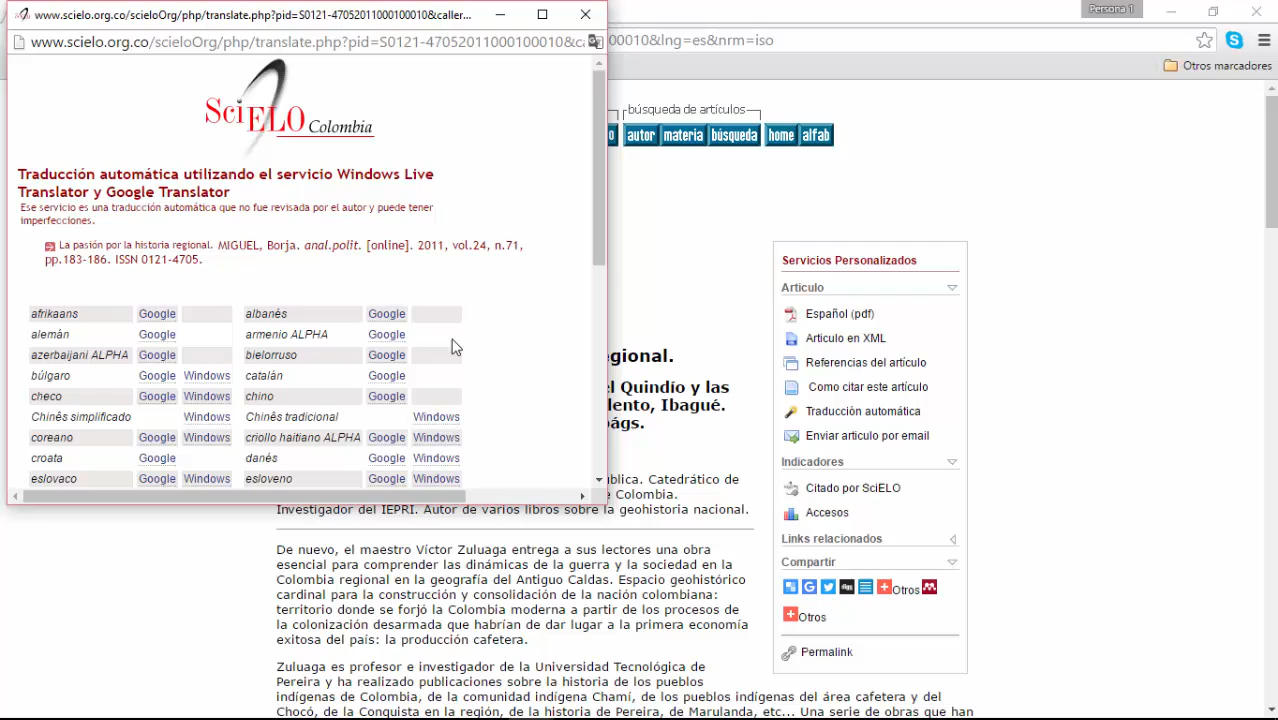 www.scielo.org.co/scieloOrg/php/translate.php?pid=S0121-47052011000100010&caller...
Persona 1
www.scielo.org.co/scieloOrg/php/translate.php?pid=S0121-47052011000100010&ca
00010&lng=es&nrm=iso
Otros marcadores
SciELO Colombia
búsqueda de artículos
autor materia búsqueda home alfab
Traducción automática utilizando el servicio Windows Live
Translator y Google Translator
Ese servicio es una traducción automática que no fue revisada por el autor y puede tener
imperfecciones.
La pasión por la historia regional. MIGUEL, Borja. anal.polit. [online]. 2011, vol.24, n.71,
pp.183-186. ISSN 0121-4705.
afrikaans Google albanés Google
alemán Google armenio ALPHA Google
azerbaijani ALPHA Google bielorruso Google
búlgaro Google Windows catalán Google
checo Google Windows chino Google
Chinês simplificado Windows Chinês tradicional Windows
coreano Google Windows criollo haitiano ALPHA Google Windows
croata Google danés Google Windows
eslovaco Google Windows esloveno Google Windows
egional.
el Quindío y las
lento, Ibagué.
págs.
ública. Catedrático de
e Colombia.
Investigador del IEPRI. Autor de varios libros sobre la geohistoria nacional.
De nuevo, el maestro Víctor Zuluaga entrega a sus lectores una obra
esencial para comprender las dinámicas de la guerra y la sociedad en la
Colombia regional en la geografía del Antiguo Caldas. Espacio geohistórico
cardinal para la construcción y consolidación de la nación colombiana:
territorio donde se forjó la Colombia moderna a partir de los procesos de
la colonización desarmada que habrían de dar lugar a la primera economía
exitosa del país: la producción cafetera.
Zuluaga es profesor e investigador de la Universidad Tecnológica de
Pereira y ha realizado publicaciones sobre la historia de los pueblos
indígenas de Colombia, de la comunidad indígena Chamí, de los pueblos indígenas del área cafetera y del
Chocó, de la Conquista en la región, de la historia de Pereira, de Marulanda, etc... Una serie de obras que han
Servicios Personalizados
Articulo
Español (pdf)
Articulo en XML
Referencias del artículo
Como citar este artículo
Traducción automática
Enviar articulo por email
Indicadores
Citado por SciELO
Accesos
Links relacionados
Compartir
Otros
Otros
Permalink